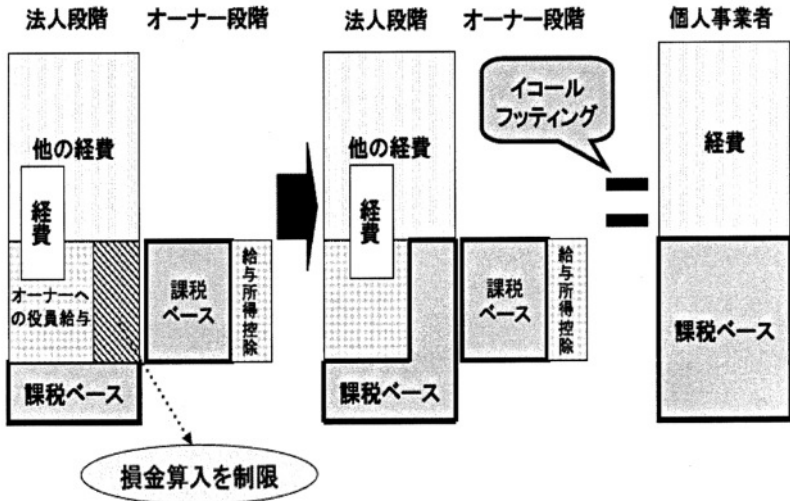 法人段階
オーナー段階
法人段階
オーナー段階
個人事業者
他の経費
経費
オーナーへ
の役員給与
課税ベース
課税
ベース
給与所得控除
損金算入を制限
他の経費
経費
課税ベース
課税
ベース
給与所得控除
イコール
フッティング
経費
課税ベース